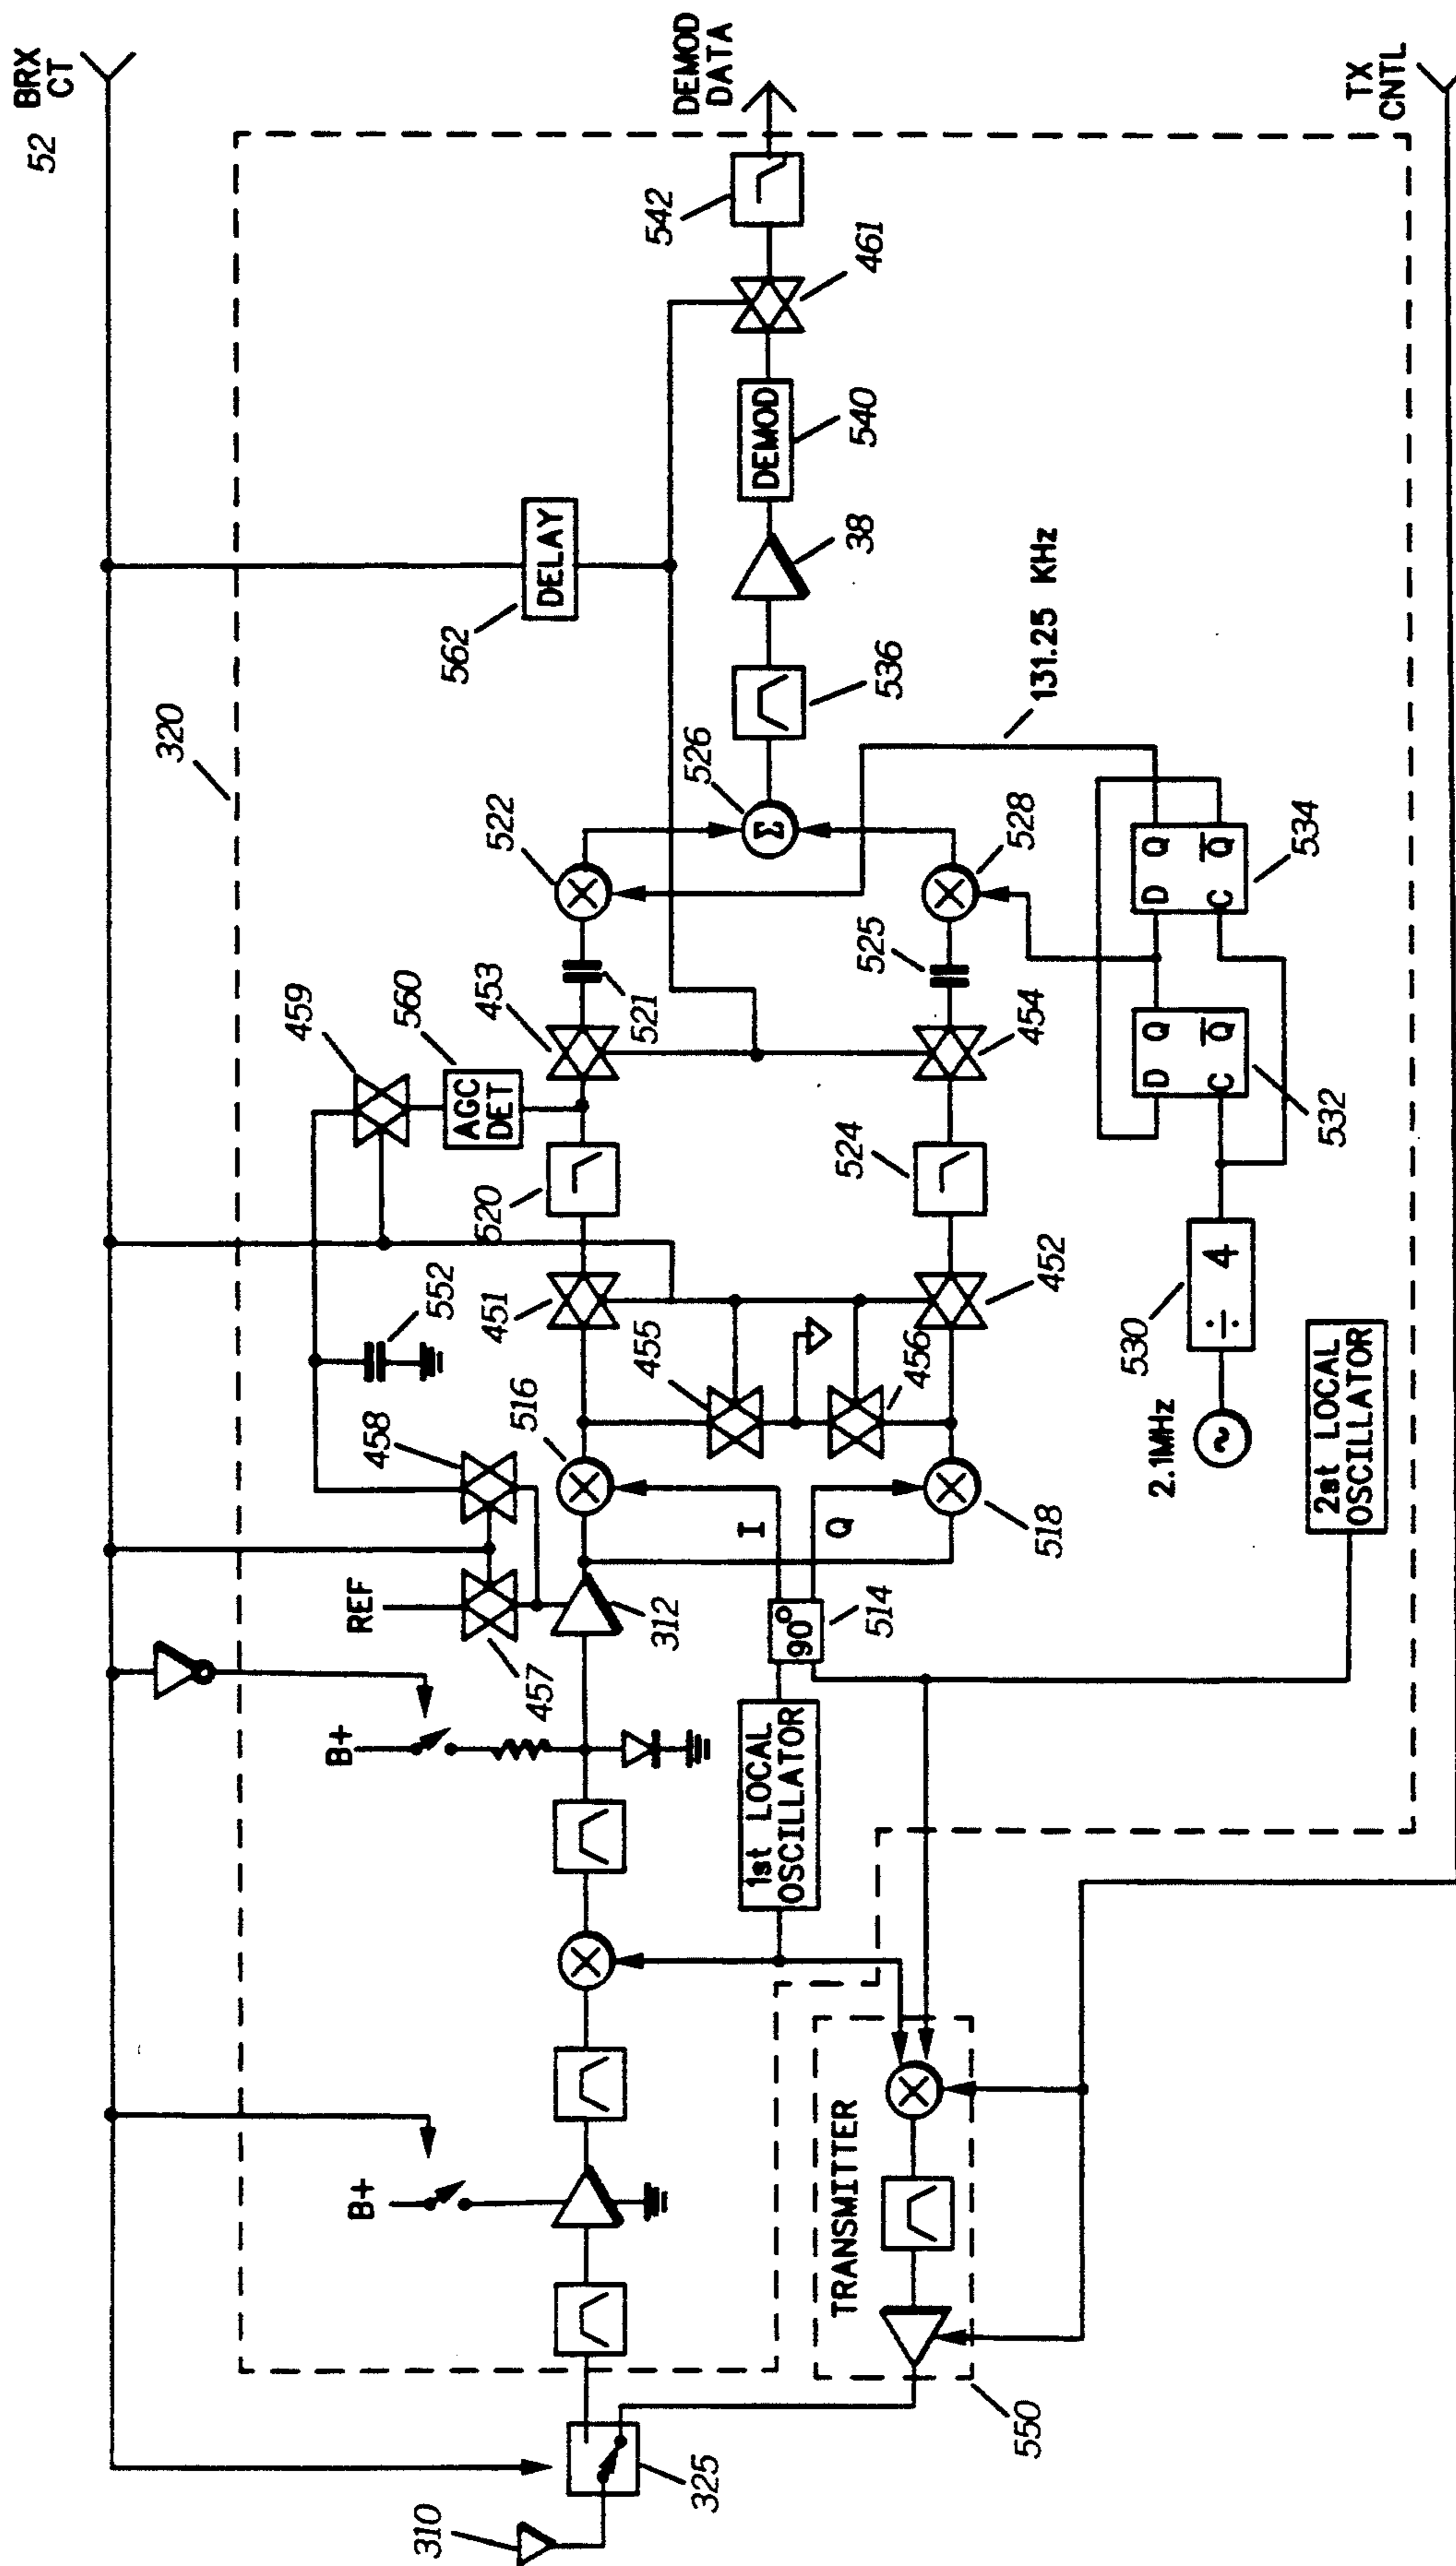 52
BRX
CT
320
562
DELAY
DEMOD
DATA
542
461
DEMOD
540
38
536
526
Σ
522
131.25 KHz
528
525
521
453
454
459
560
AGC
DET
520
524
552
451
452
455
456
458
516
518
I
Q
REF
457
312
90°
514
B+
1st LOCAL
OSCILLATOR
2st LOCAL
OSCILLATOR
2.1MHz
~
530
÷ 4
D Q
C Q̅
532
D Q
C Q̅
534
B+
TRANSMITTER
550
325
310
TX
CNTL